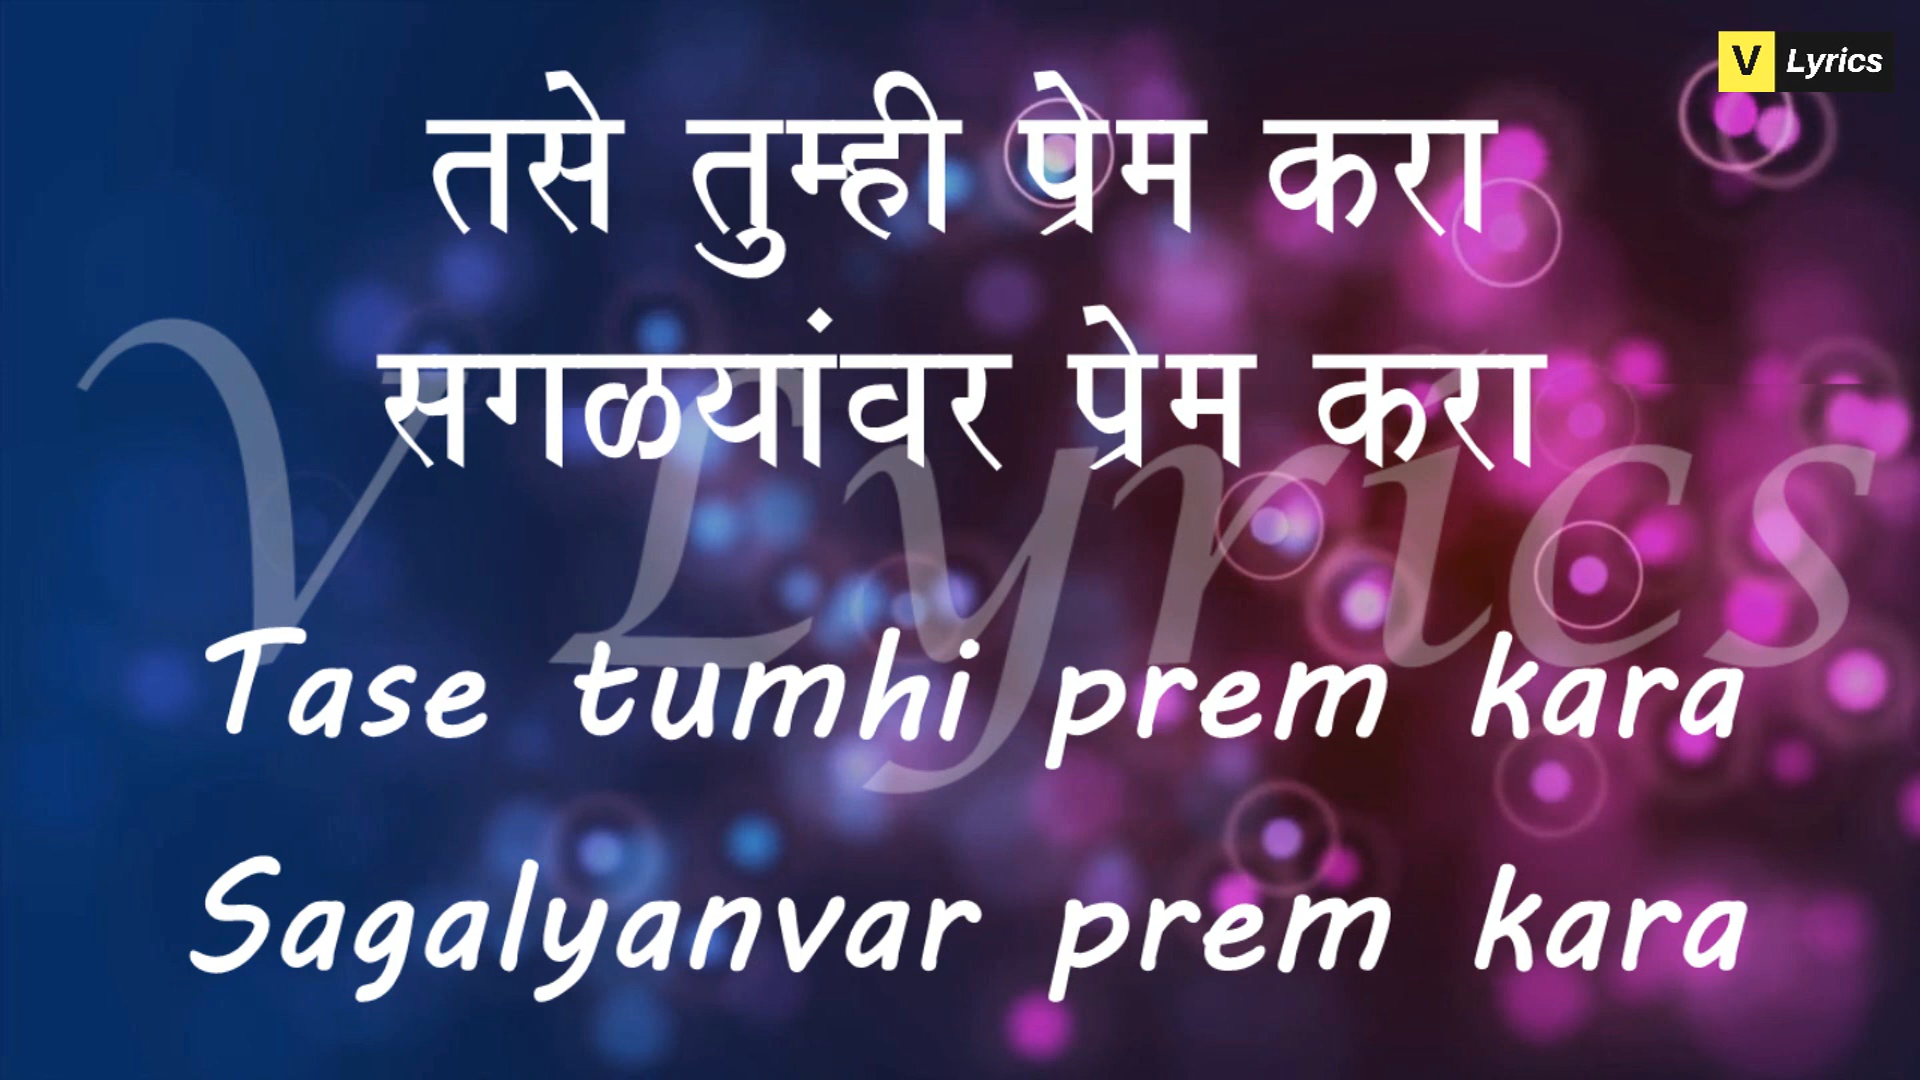 V Lyrics
तसे तुम्ही प्रेम करा
सगळयांवर प्रेम करा
V Lyrics
Tase tumhi prem kara
Sagalyanvar prem kara